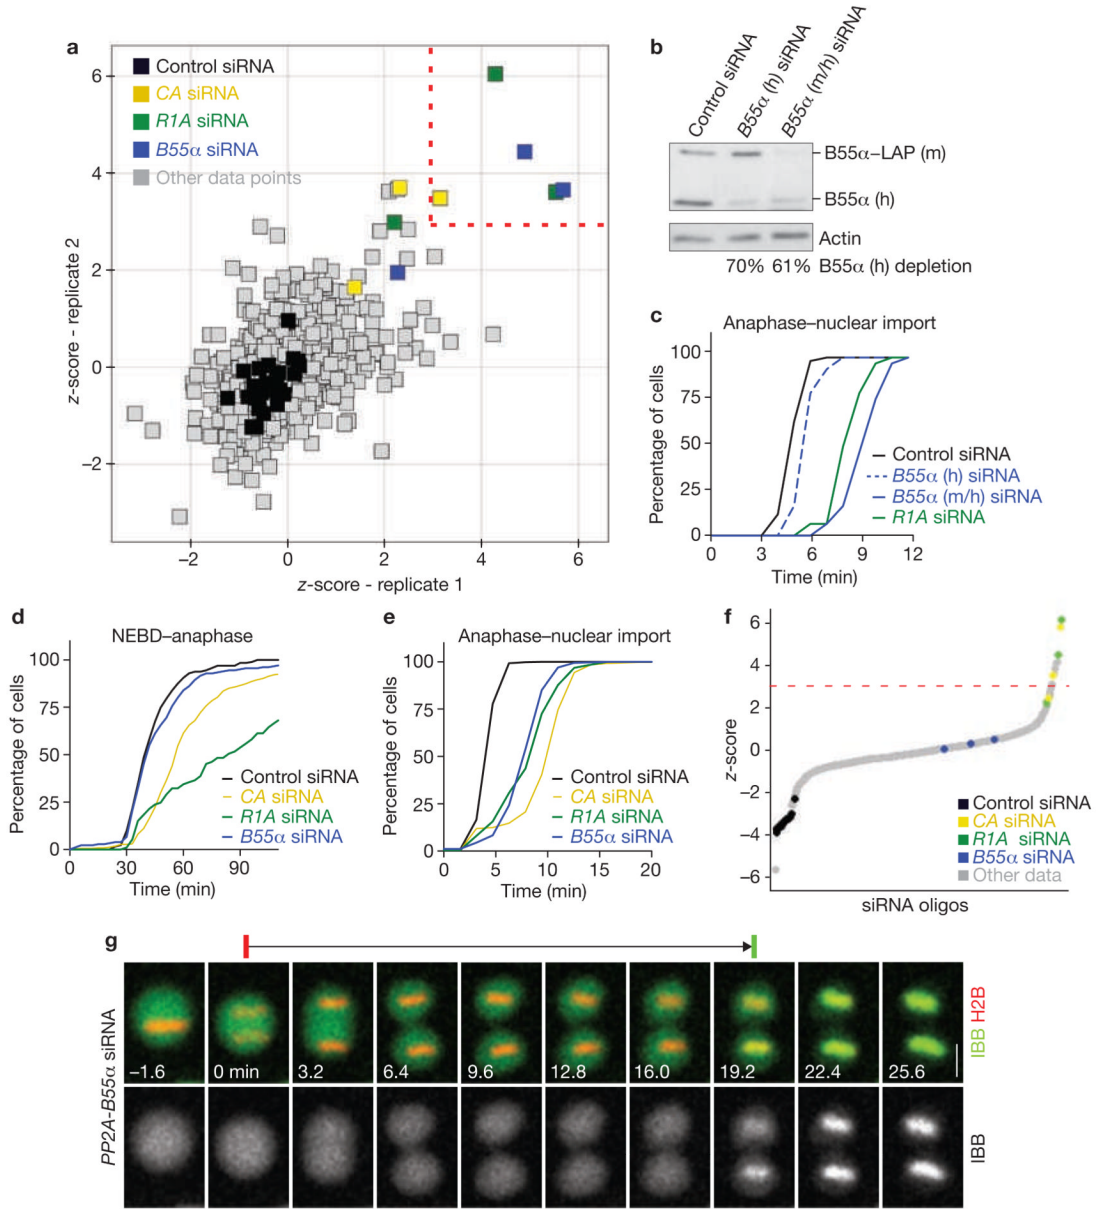 a
6
4
2
0
−2
−2
0
2
4
6
z-score - replicate 2
z-score - replicate 1
Control siRNA
CA siRNA
R1A siRNA
B55α siRNA
Other data points
b
Control siRNA
B55α (h) siRNA
B55α (m/h) siRNA
B55α–LAP (m)
B55α (h)
Actin
70% 61% B55α (h) depletion
c
Anaphase–nuclear import
100
75
50
25
0
0 3 6 9 12
Percentage of cells
Time (min)
Control siRNA
B55α (h) siRNA
B55α (m/h) siRNA
R1A siRNA
d
NEBD–anaphase
100
75
50
25
0
0 30 60 90
Percentage of cells
Time (min)
Control siRNA
CA siRNA
R1A siRNA
B55α siRNA
e
Anaphase–nuclear import
100
75
50
25
0
0 5 10 15 20
Percentage of cells
Time (min)
Control siRNA
CA siRNA
R1A siRNA
B55α siRNA
f
6
4
2
0
−2
−4
−6
z-score
siRNA oligos
Control siRNA
CA siRNA
R1A siRNA
B55α siRNA
Other data
g
PP2A-B55α siRNA
−1.6 0 min 3.2 6.4 9.6 12.8 16.0 19.2 22.4 25.6
IBB H2B
IBB